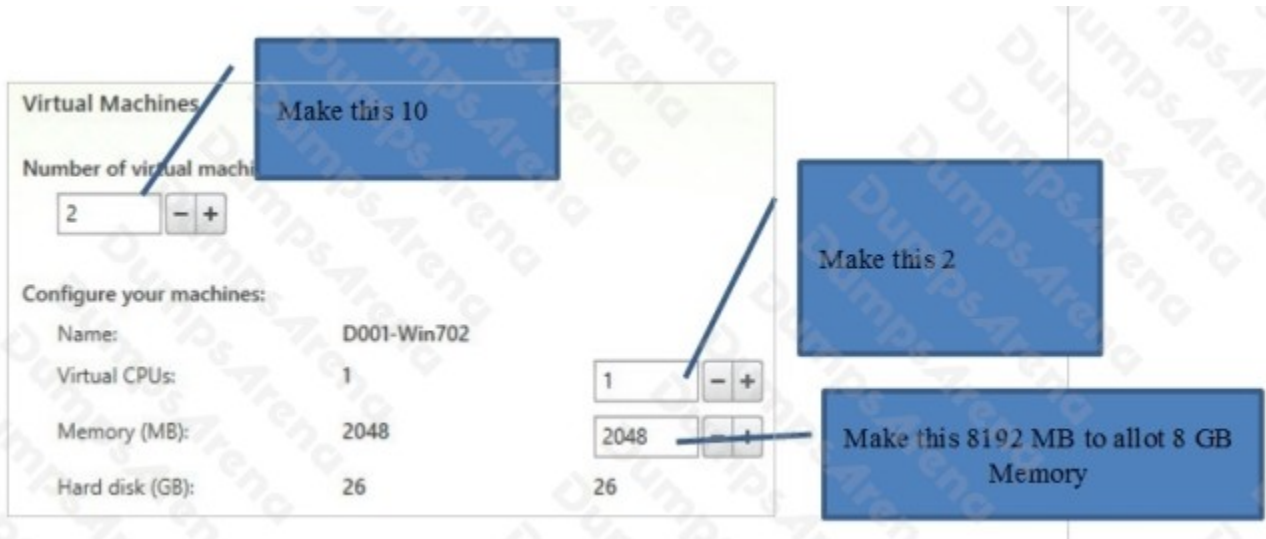 Virtual Machines
Make this 10
Number of virtual machi
2 - +
Make this 2
Configure your machines:
Name: D001-Win702
Virtual CPUs: 1 1 - +
Memory (MB): 2048 2048 - +
Make this 8192 MB to allot 8 GB
Memory
Hard disk (GB): 26 26
DumpsArena